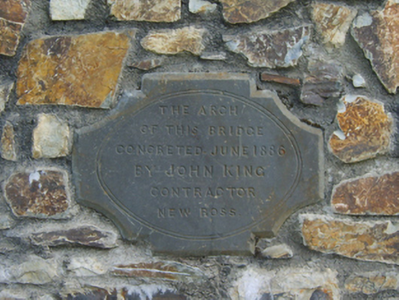 THE ARCH
OF THIS BRIDGE
CONCRETED JUNE 1886
BY JOHN KING
CONTRACTOR
NEW ROSS